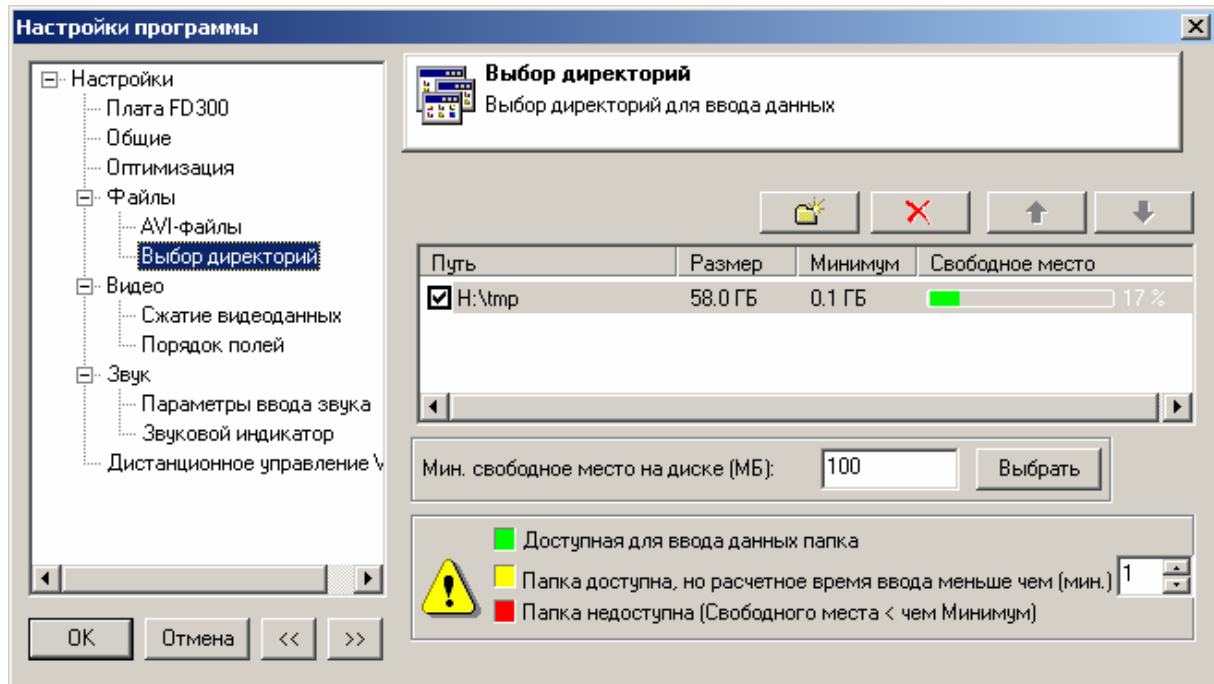 Настройки программы
Настройки
Плата FD300
Общие
Оптимизация
Файлы
AVI-файлы
Выбор директорий
Видео
Сжатие видеоданных
Порядок полей
Звук
Параметры ввода звука
Звуковой индикатор
Дистанционное управление V
OK Отмена << >>
Выбор директорий
Выбор директорий для ввода данных
Путь Размер Минимум Свободное место
H:\tmp 58.0 ГБ 0.1 ГБ 17 %
Мин. свободное место на диске (МБ): 100 Выбрать
Доступная для ввода данных папка
Папка доступна, но расчетное время ввода меньше чем (мин.) 1
Папка недоступна (Свободного места < чем Минимум)